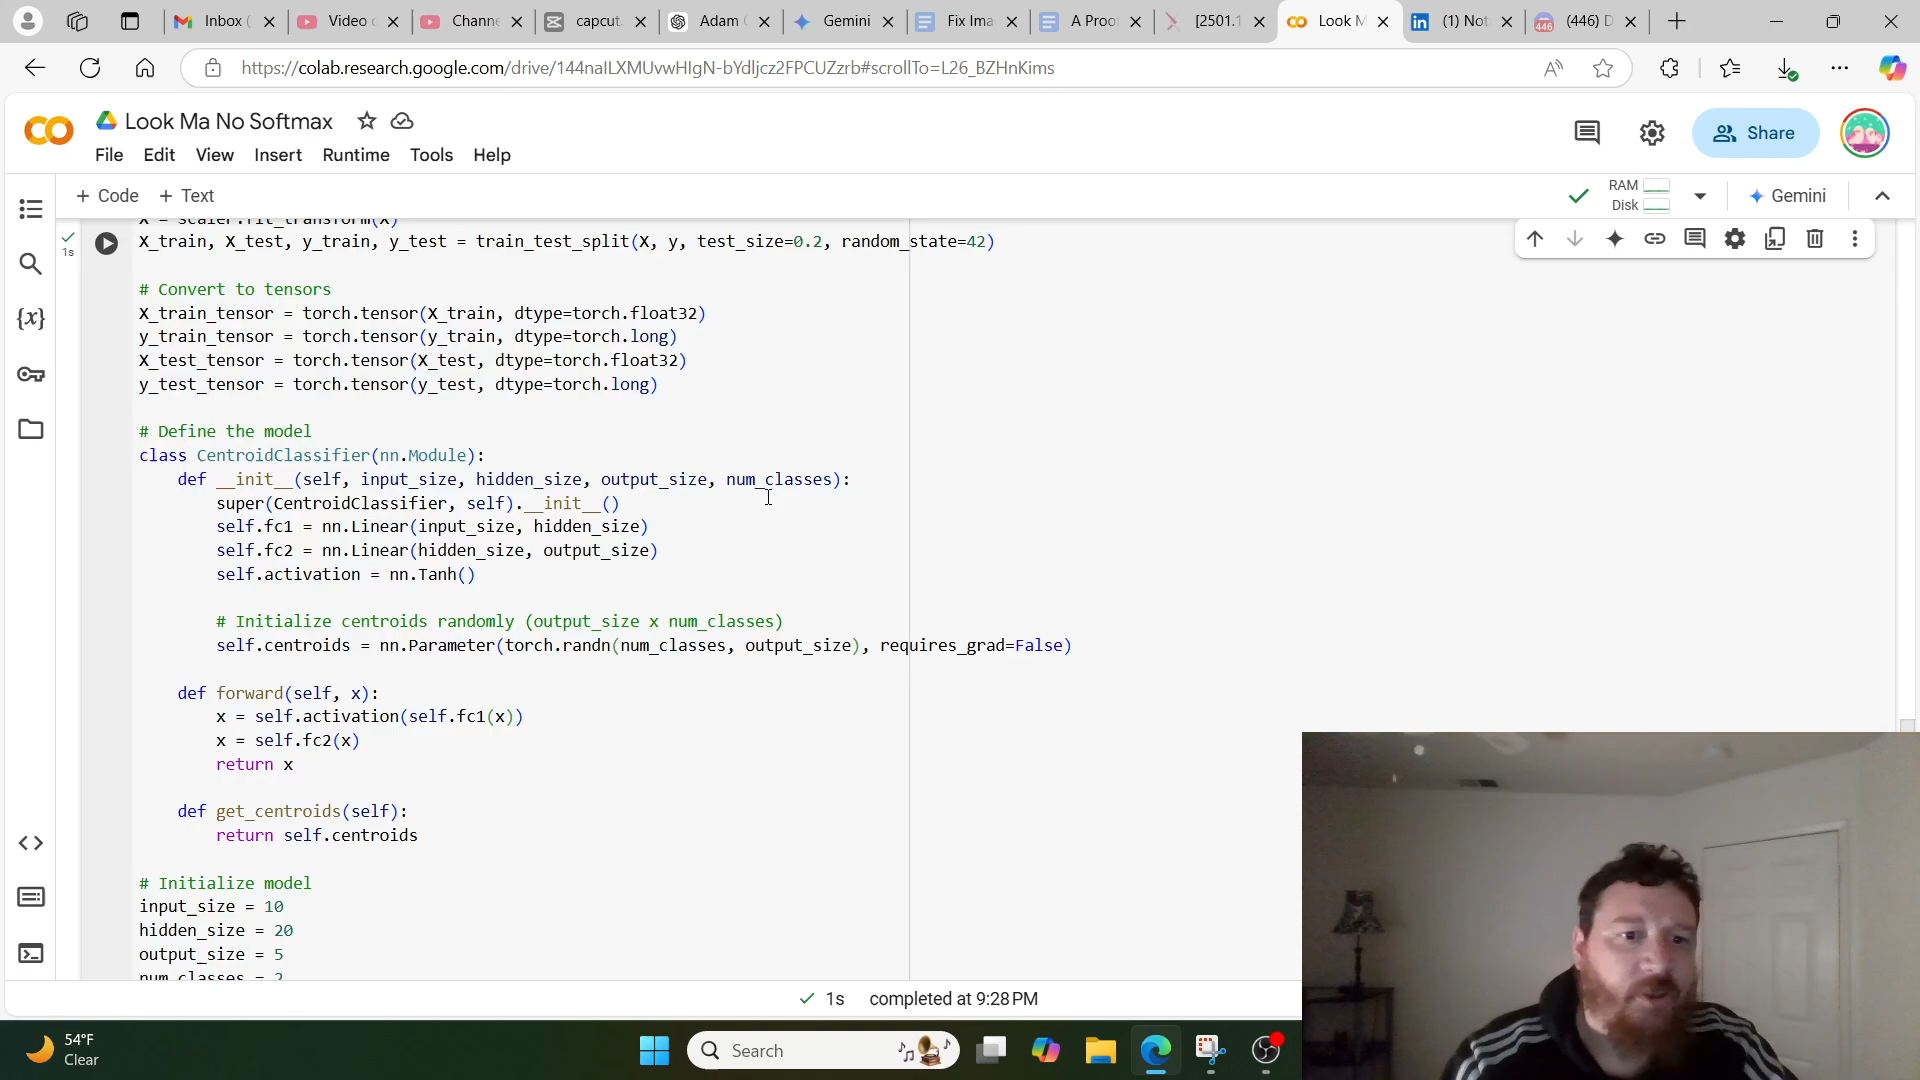 Inbox (
Video c
Channe
capcut.
Adam
Gemini
Fix Ima
A Proo
[2501.1
Look M
(1) Not
(446) D
https://colab.research.google.com/drive/144naILXMUvwHIgN-bYdljcz2FPCUZzrb#scrollTo=L26_BZHnKims
Look Ma No Softmax
File Edit View Insert Runtime Tools Help
Share
+ Code + Text
RAM
Disk
Gemini
X = scaler.fit_transform(X)
1s
X_train, X_test, y_train, y_test = train_test_split(X, y, test_size=0.2, random_state=42)
# Convert to tensors
X_train_tensor = torch.tensor(X_train, dtype=torch.float32)
y_train_tensor = torch.tensor(y_train, dtype=torch.long)
X_test_tensor = torch.tensor(X_test, dtype=torch.float32)
y_test_tensor = torch.tensor(y_test, dtype=torch.long)
# Define the model
class CentroidClassifier(nn.Module):
def __init__(self, input_size, hidden_size, output_size, num_classes):
super(CentroidClassifier, self).__init__()
self.fc1 = nn.Linear(input_size, hidden_size)
self.fc2 = nn.Linear(hidden_size, output_size)
self.activation = nn.Tanh()
# Initialize centroids randomly (output_size x num_classes)
self.centroids = nn.Parameter(torch.randn(num_classes, output_size), requires_grad=False)
def forward(self, x):
x = self.activation(self.fc1(x))
x = self.fc2(x)
return x
def get_centroids(self):
return self.centroids
# Initialize model
input_size = 10
hidden_size = 20
output_size = 5
num_classes = 2
1s completed at 9:28 PM
54°F
Clear
Search